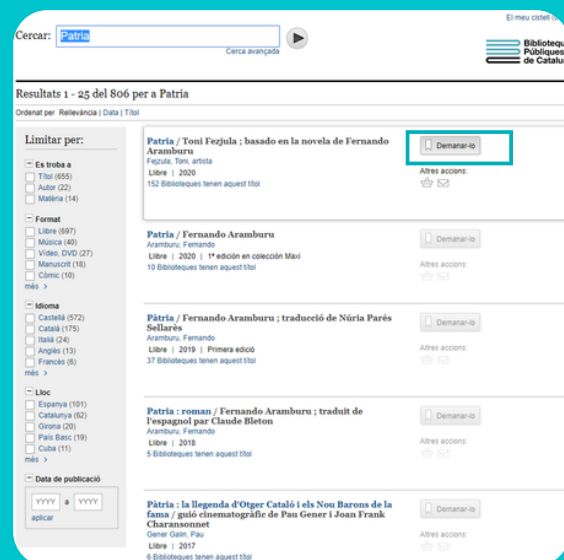 El meu cistell
Cercar: Patria
Cerca avançada
Bibliotequ
Públiques
de Catalu
Resultats 1 - 25 del 806 per a Patria
Ordenat per Rellevància | Data | Títol
Limitar per:
Es troba a
Títol (655)
Autor (22)
Matèria (14)
Format
Llibre (697)
Música (40)
Vídeo, DVD (27)
Manuscrit (18)
Còmic (10)
més >
Idioma
Castellà (572)
Català (175)
Italià (24)
Anglès (13)
Francès (6)
més >
Lloc
Espanya (101)
Catalunya (62)
Girona (20)
País Basc (19)
Cuba (11)
més >
Data de publicació
YYYY a YYYY
aplicar
Patria / Toni Fezjula ; basado en la novela de Fernando
Aramburu
Fejzula, Toni, artista
Llibre | 2020
152 Biblioteques tenen aquest títol
Demanar-lo
Altres accions:
Patria / Fernando Aramburu
Aramburu, Fernando
Llibre | 2020 | 1ª edición en colección Maxi
10 Biblioteques tenen aquest títol
Demanar-lo
Altres accions:
Pàtria / Fernando Aramburu ; traducció de Núria Parés
Sellarès
Aramburu, Fernando
Llibre | 2019 | Primera edició
37 Biblioteques tenen aquest títol
Demanar-lo
Altres accions:
Patria : roman / Fernando Aramburu ; traduit de
l'espagnol par Claude Bleton
Aramburu, Fernando
Llibre | 2018
5 Biblioteques tenen aquest títol
Demanar-lo
Altres accions:
Pàtria : la llegenda d'Otger Cataló i els Nou Barons de la
fama / guió cinematogràfic de Pau Gener i Joan Frank
Charansonnet
Gener Galin, Pau
Llibre | 2017
6 Biblioteques tenen aquest títol
Demanar-lo
Altres accions: